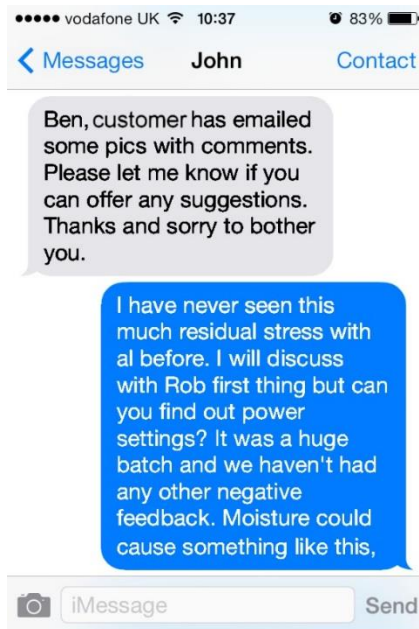 vodafone UK 10:37 83%
Messages John Contact
Ben, customer has emailed
some pics with comments.
Please let me know if you
can offer any suggestions.
Thanks and sorry to bother
you.
I have never seen this
much residual stress with
al before. I will discuss
with Rob first thing but can
you find out power
settings? It was a huge
batch and we haven't had
any other negative
feedback. Moisture could
cause something like this,
iMessage Send